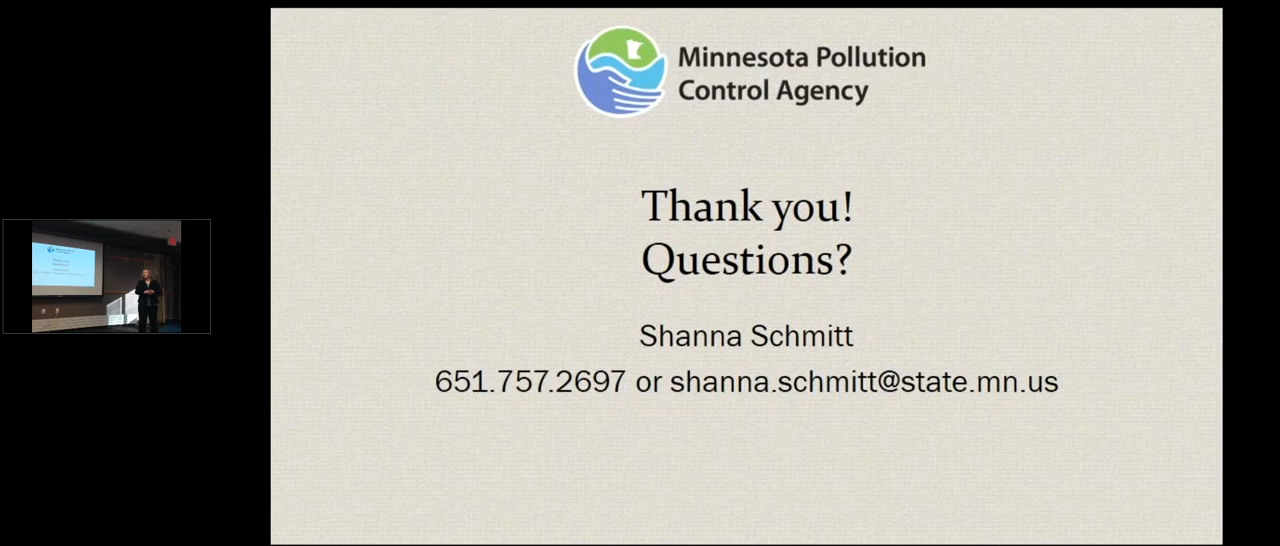 Minnesota Pollution
Control Agency
Thank you!
Questions?
Shanna Schmitt
651.757.2697 or shanna.schmitt@state.mn.us